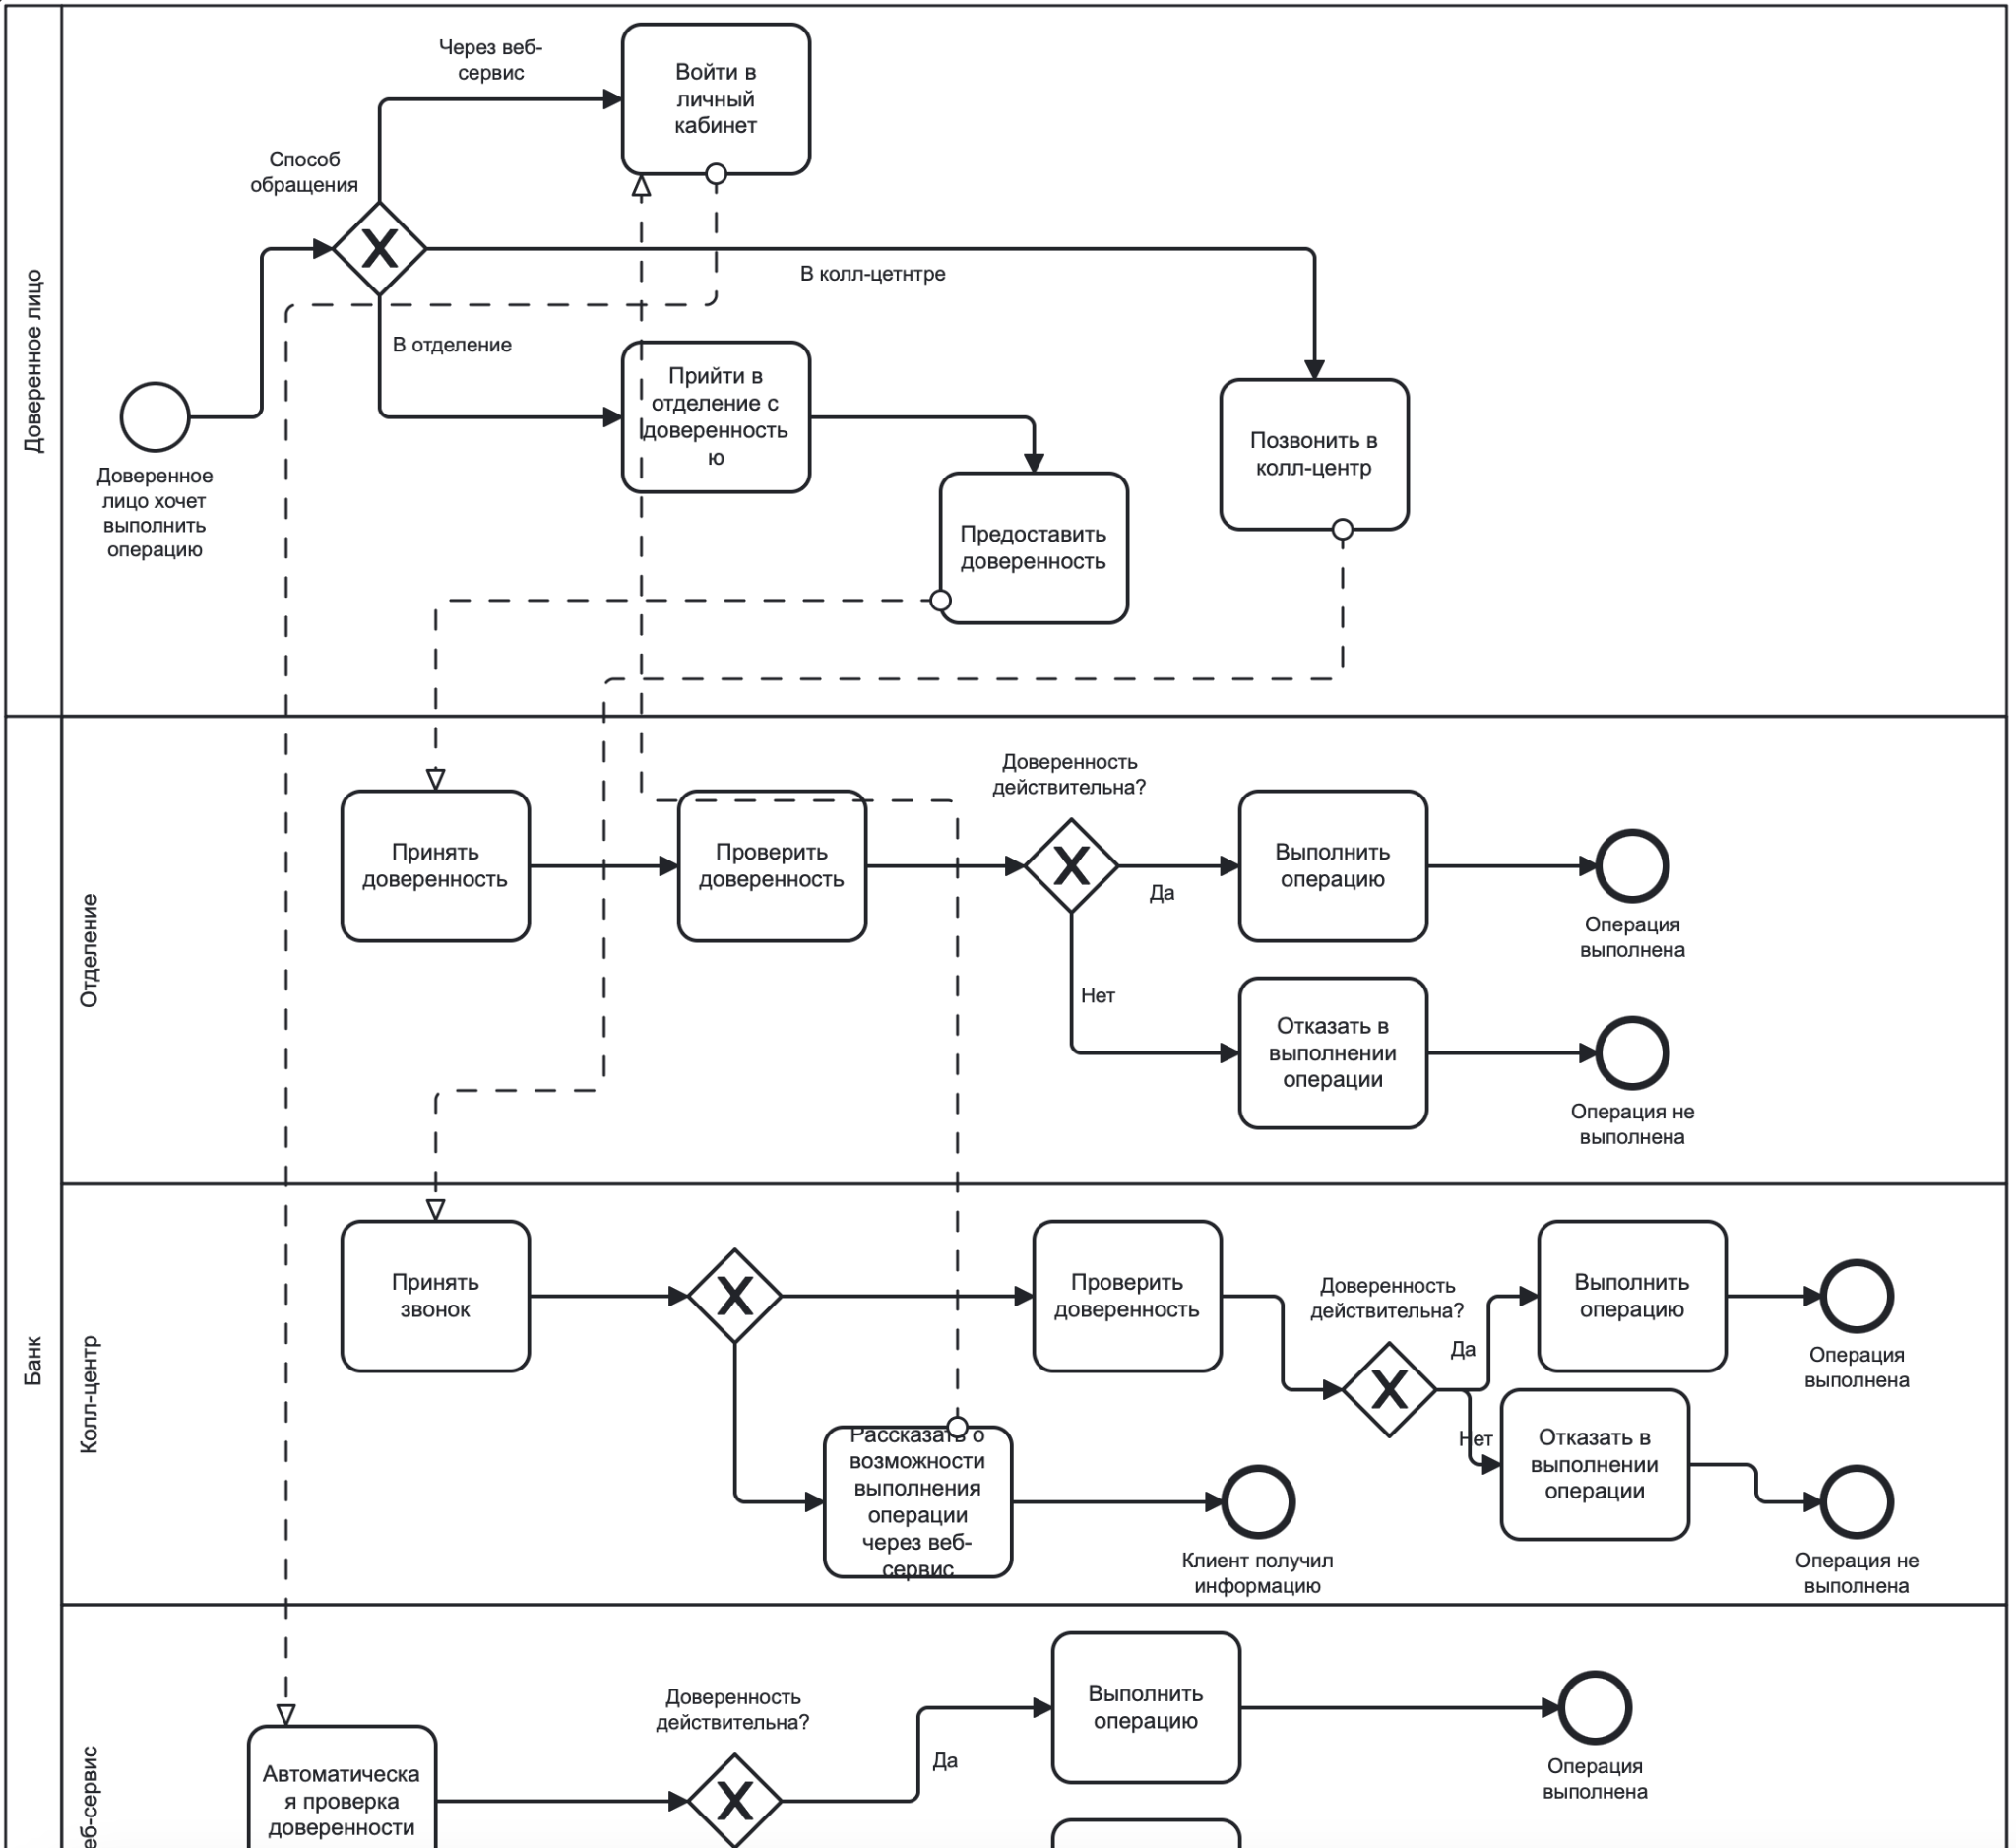 Доверенное лицо
Через веб-
сервис
Войти в
личный
кабинет
Способ
обращения
В колл-цетнтре
В отделение
Прийти в
отделение с
доверенность
ю
Позвонить в
колл-центр
Доверенное
лицо хочет
выполнить
операцию
Предоставить
доверенность
Банк
Отделение
Принять
доверенность
Проверить
доверенность
Доверенность
действительна?
Да
Выполнить
операцию
Операция
выполнена
Нет
Отказать в
выполнении
операции
Операция не
выполнена
Колл-центр
Принять
звонок
Проверить
доверенность
Доверенность
действительна?
Да
Выполнить
операцию
Операция
выполнена
Нет
Отказать в
выполнении
операции
Операция не
выполнена
Рассказать о
возможности
выполнения
операции
через веб-
сервис
Клиент получил
информацию
еб-сервис
Автоматическа
я проверка
доверенности
Доверенность
действительна?
Да
Выполнить
операцию
Операция
выполнена